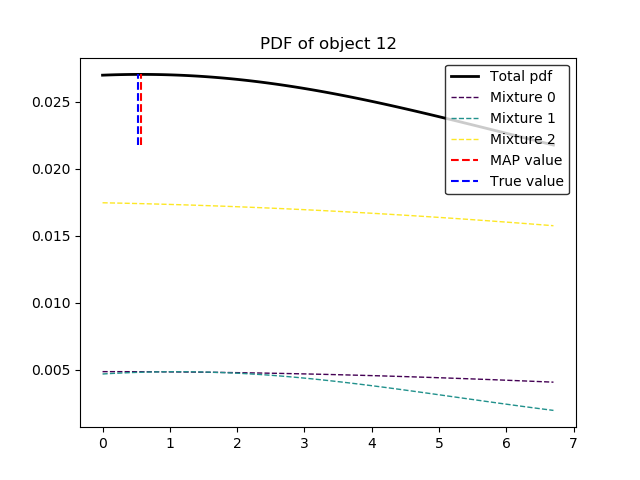 PDF of object 12
Total pdf
Mixture 0
Mixture 1
Mixture 2
MAP value
True value
0.025
0.020
0.015
0.010
0.005
0 1 2 3 4 5 6 7